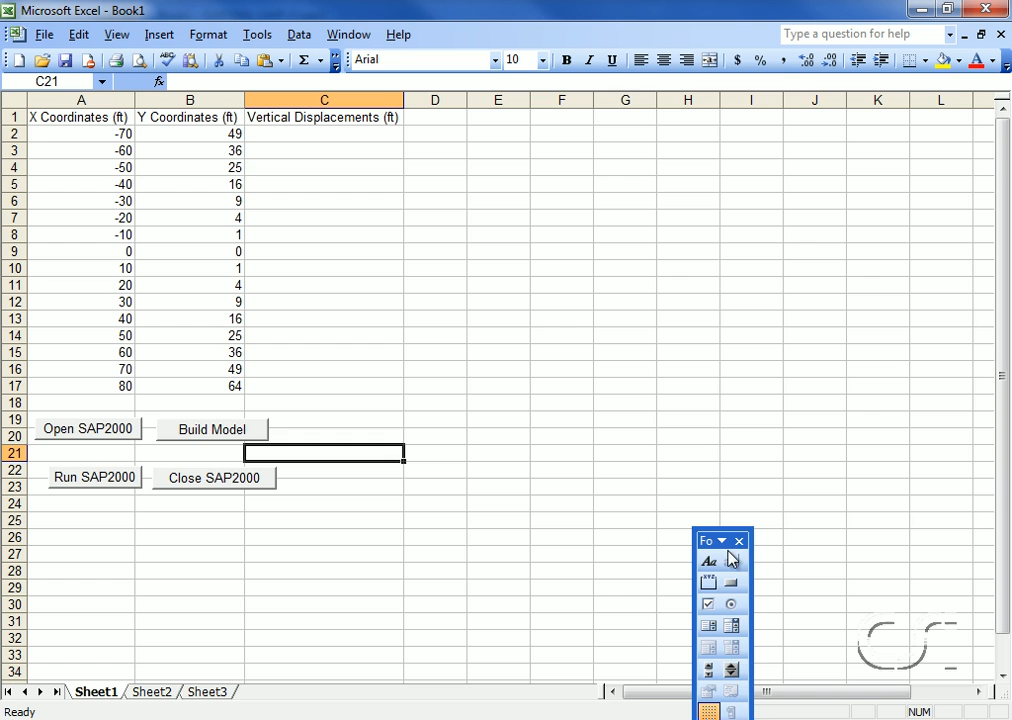 Microsoft Excel - Book1
File Edit View Insert Format Tools Data Window Help Type a question for help
Arial 10 B I U $ % ,
C21 fx
A B C D E F G H I J K L
1 X Coordinates (ft) Y Coordinates (ft) Vertical Displacements (ft)
2 -70 49
3 -60 36
4 -50 25
5 -40 16
6 -30 9
7 -20 4
8 -10 1
9 0 0
10 10 1
11 20 4
12 30 9
13 40 16
14 50 25
15 60 36
16 70 49
17 80 64
18
19
20
Open SAP2000 Build Model
21
22
23
Run SAP2000 Close SAP2000
24
25
26
Fo
27
Aa
28
29
30
31
32
33
34
CSI
Sheet1 Sheet2 Sheet3
Ready NUM